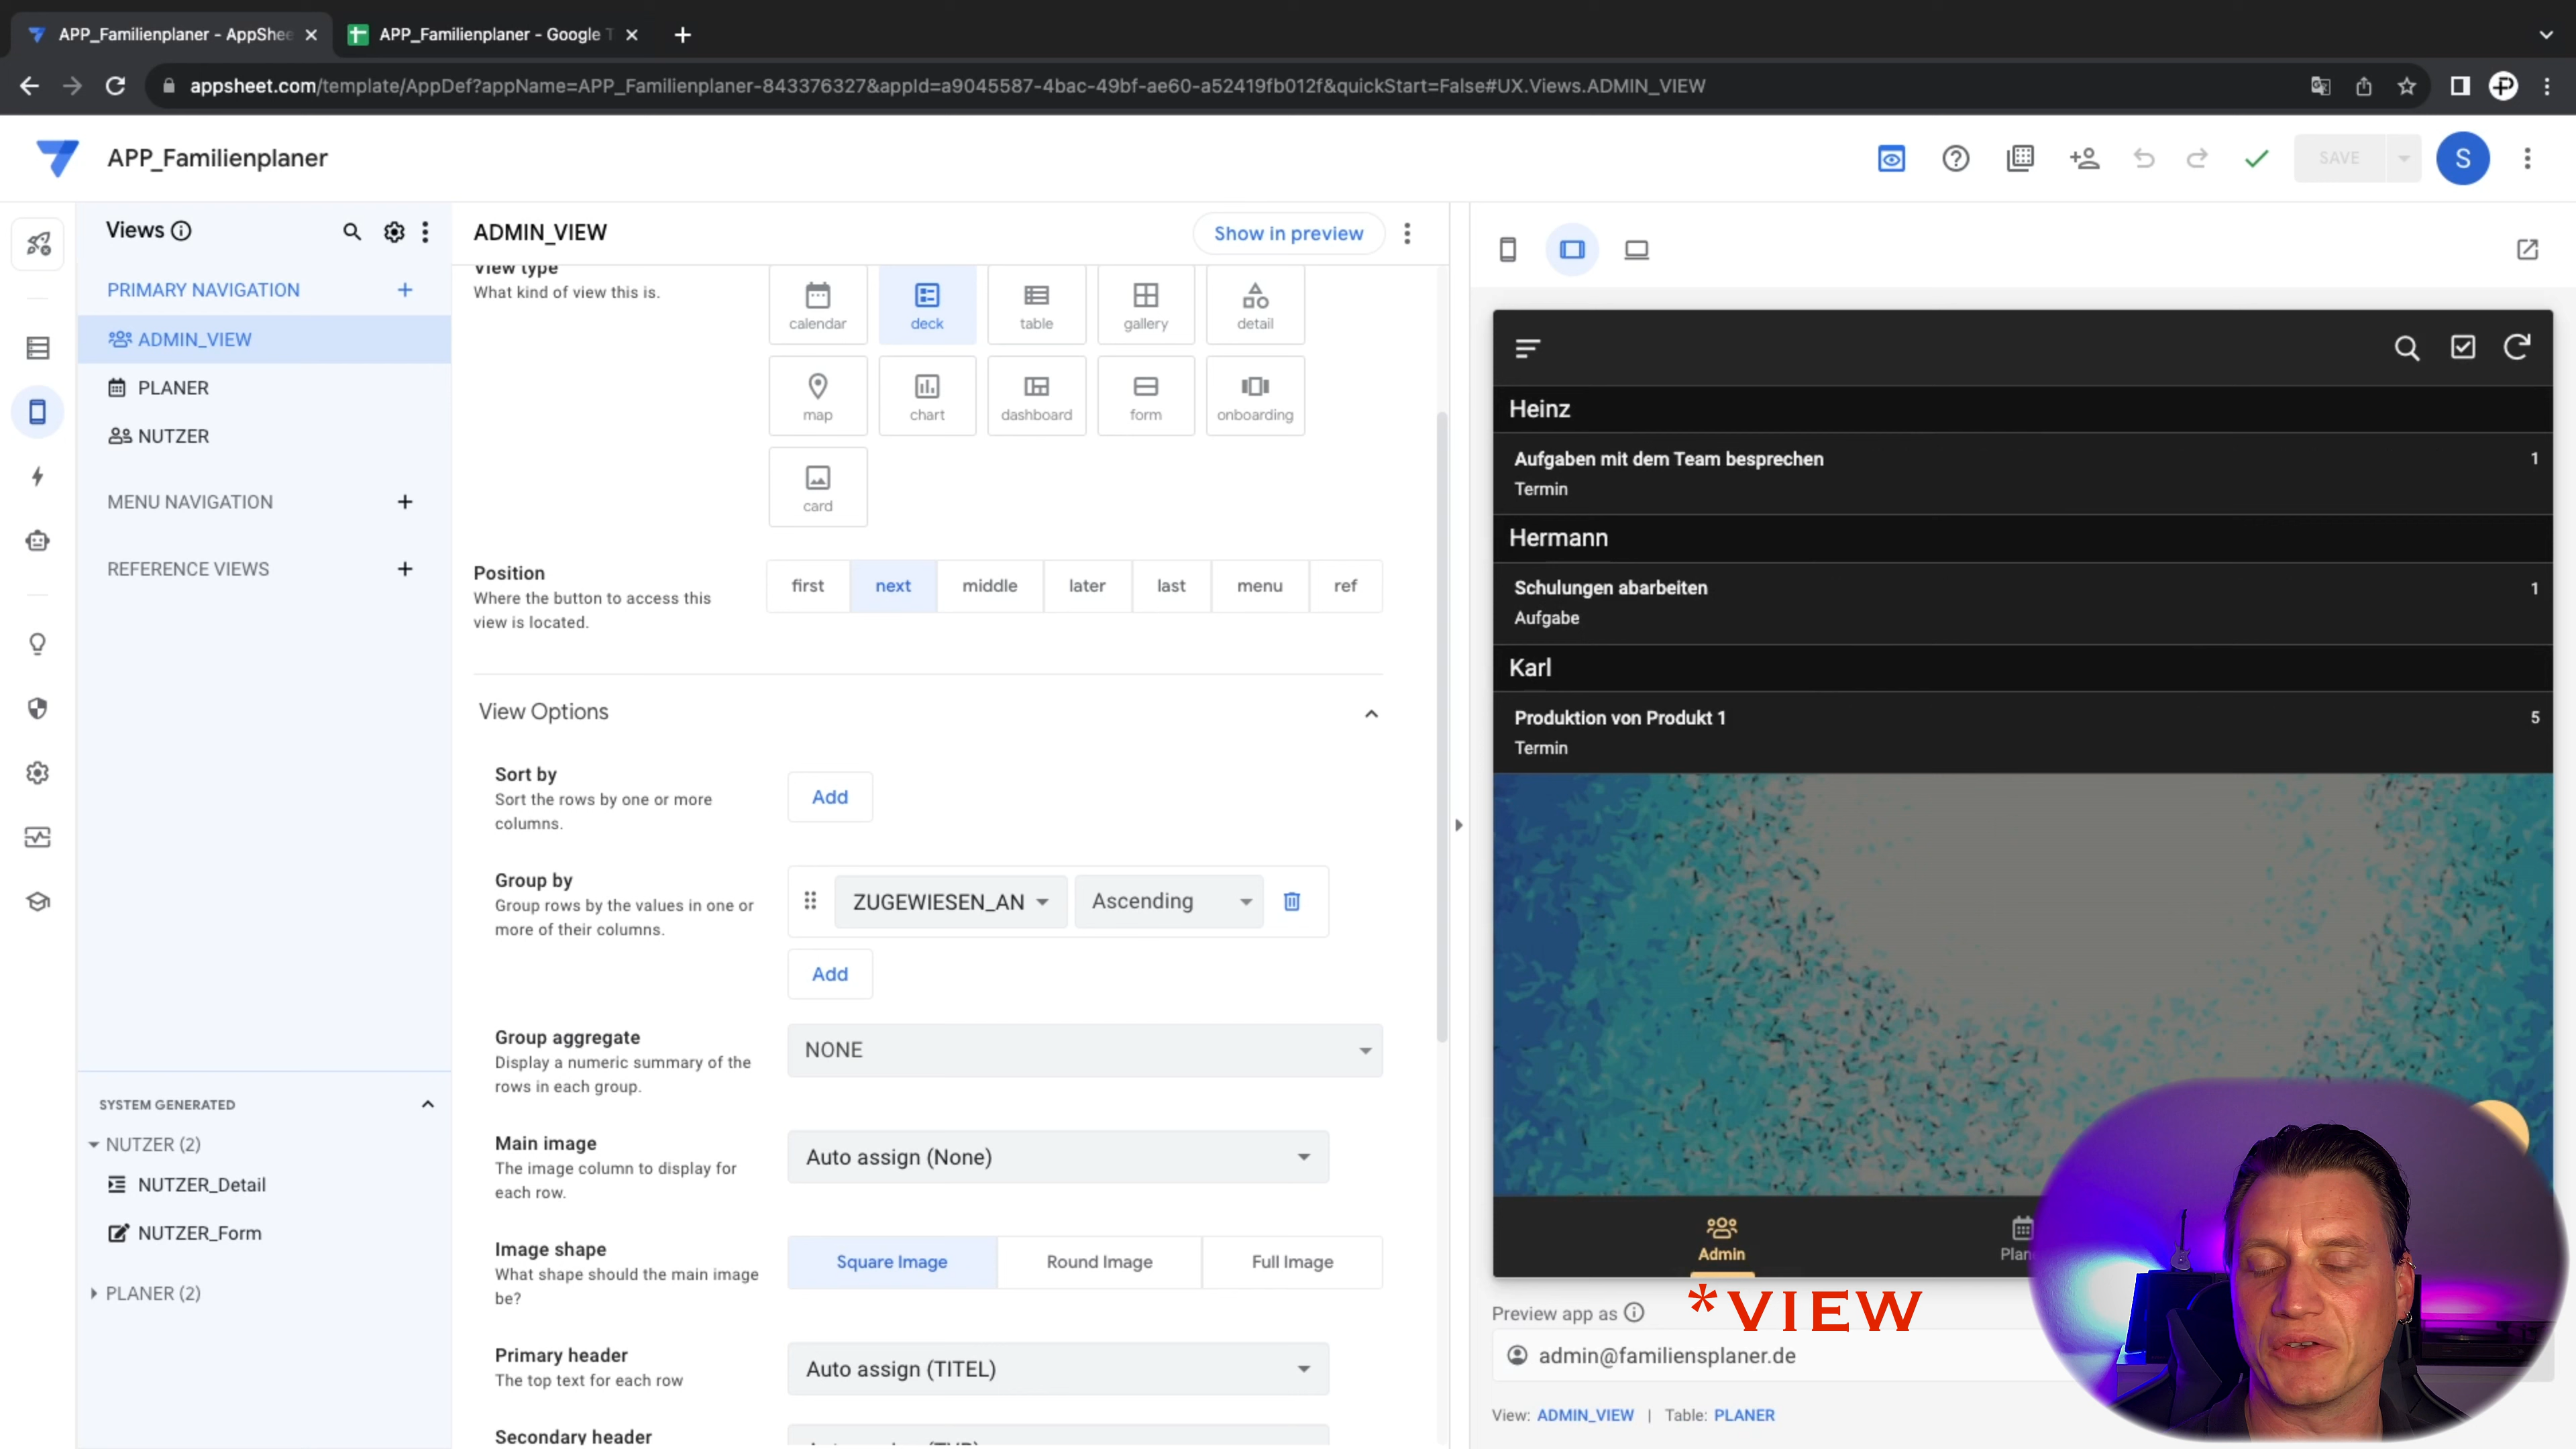 APP_Familienplaner - AppShee
APP_Familienplaner - Google T
appsheet.com/template/AppDef?appName=APP_Familienplaner-843376327&appId=a9045587-4bac-49bf-ae60-a52419fb012f&quickStart=False#UX.Views.ADMIN_VIEW
APP_Familienplaner
SAVE
S
Views
PRIMARY NAVIGATION
ADMIN_VIEW
PLANER
NUTZER
MENU NAVIGATION
REFERENCE VIEWS
SYSTEM GENERATED
NUTZER (2)
NUTZER_Detail
NUTZER_Form
PLANER (2)
ADMIN_VIEW
Show in preview
View type
What kind of view this is.
calendar
deck
table
gallery
detail
map
chart
dashboard
form
onboarding
card
Position
Where the button to access this
view is located.
first
next
middle
later
last
menu
ref
View Options
Sort by
Sort the rows by one or more
columns.
Add
Group by
Group rows by the values in one or
more of their columns.
ZUGEWIESEN_AN
Ascending
Add
Group aggregate
Display a numeric summary of the
rows in each group.
NONE
Main image
The image column to display for
each row.
Auto assign (None)
Image shape
What shape should the main image
be?
Square Image
Round Image
Full Image
Primary header
The top text for each row
Auto assign (TITEL)
Secondary header
Heinz
Aufgaben mit dem Team besprechen
1
Termin
Hermann
Schulungen abarbeiten
1
Aufgabe
Karl
Produktion von Produkt 1
5
Termin
Admin
Plan
*VIEW
Preview app as
admin@familiensplaner.de
View: ADMIN_VIEW | Table: PLANER